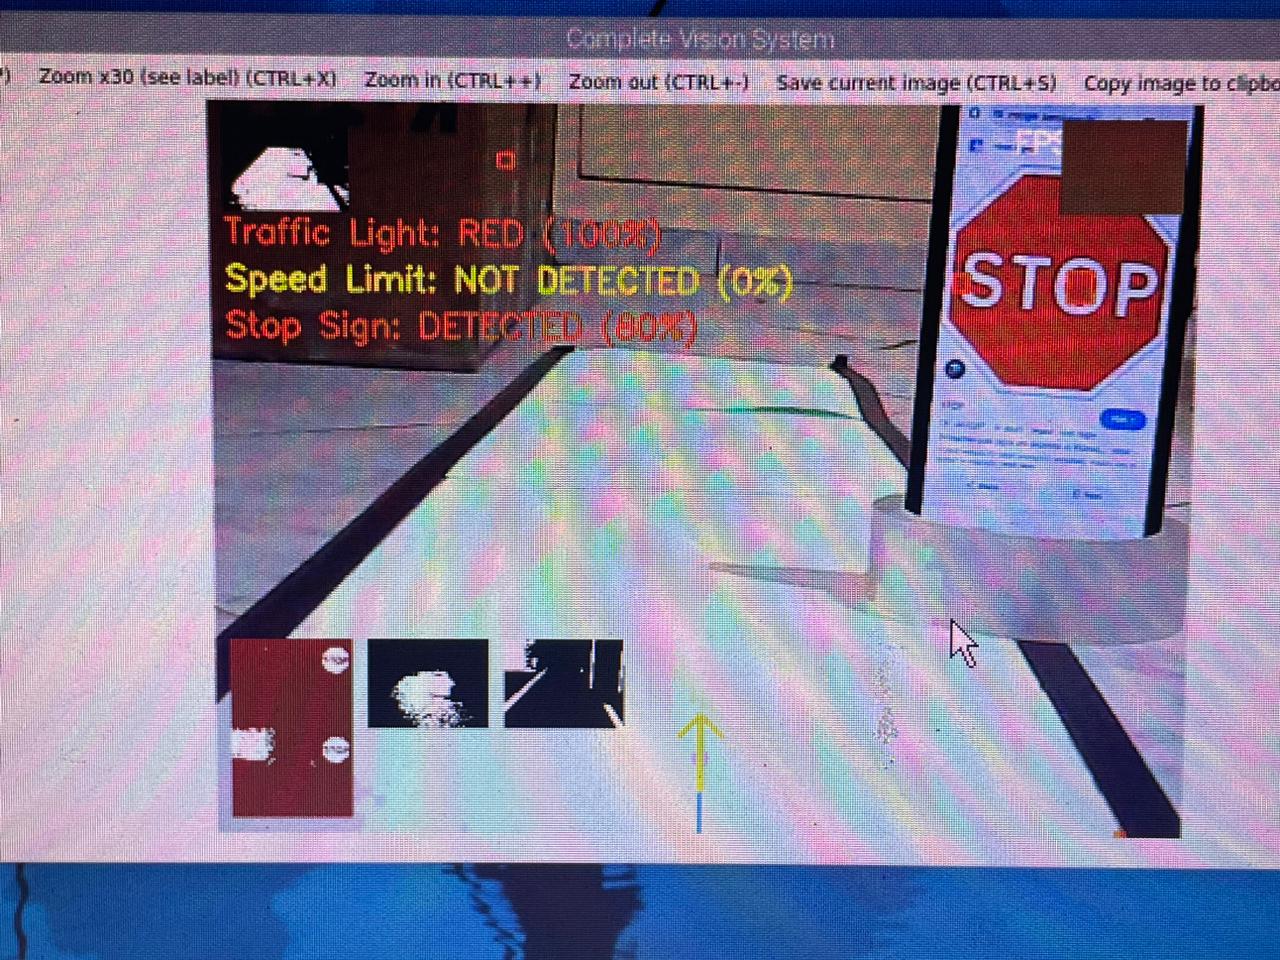 Complete Vision System
Zoom x30 (see label) (CTRL+X) Zoom in (CTRL++) Zoom out (CTRL+-) Save current image (CTRL+S) Copy image to
FPS
Traffic Light: RED (100%)
Speed Limit: NOT DETECTED (0%)
Stop Sign: DETECTED (80%)
STOP